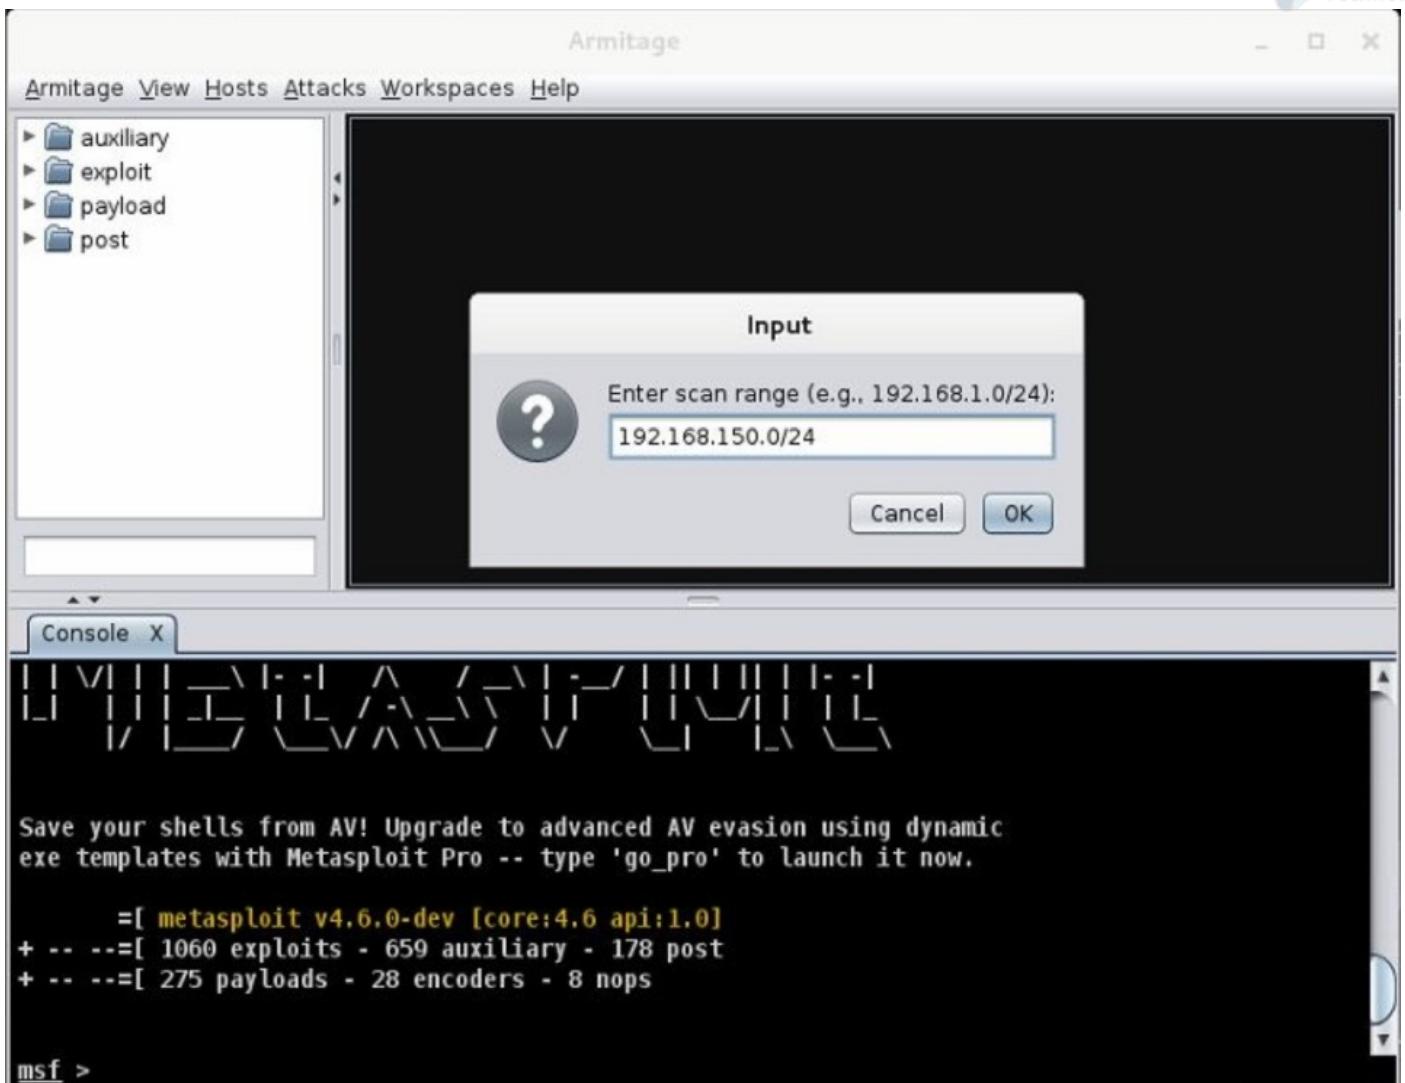 Armitage
Armitage View Hosts Attacks Workspaces Help
auxiliary
exploit
payload
post
Input
Enter scan range (e.g., 192.168.1.0/24):
192.168.150.0/24
Cancel OK
Console X
Save your shells from AV! Upgrade to advanced AV evasion using dynamic
exe templates with Metasploit Pro -- type 'go_pro' to launch it now.
=[ metasploit v4.6.0-dev [core:4.6 api:1.0]
+ -- --=[ 1060 exploits - 659 auxiliary - 178 post
+ -- --=[ 275 payloads - 28 encoders - 8 nops
msf >